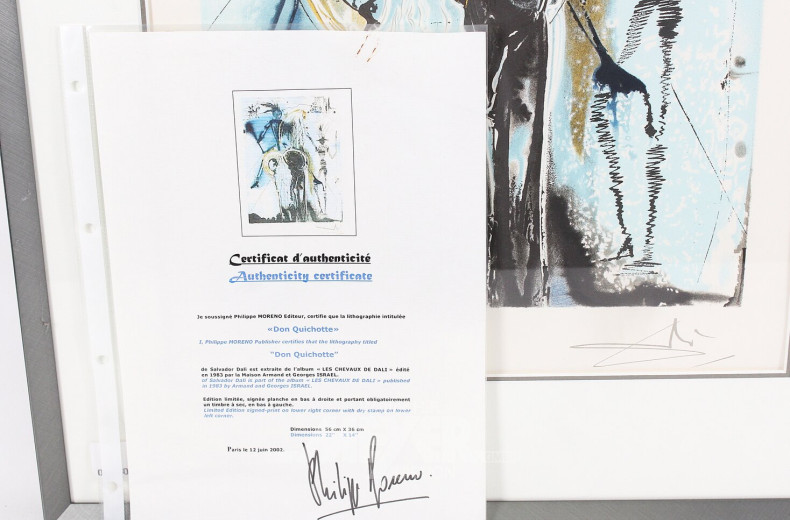 Certificat d'authenticité
Authenticity certificate
Je soussigné Philippe MORENO Editeur, certifie que la lithographie intitulée
«Don Quichotte»
I, Philippe MORENO Publisher certifies that the lithography titled
"Don Quichotte"
de Salvador Dali est extraite de l'album « LES CHEVAUX DE DALI » édité
en 1983 par la Maison Armand et Georges ISRAEL.
of Salvador Dali is part of the album « LES CHEVAUX DE DALI » published
in 1983 by Armand and Georges ISRAEL.
Edition limitée, signée planche en bas à droite et portant obligatoirement
un timbre à sec, en bas à gauche.
Limited Edition signed-print on lower right corner with dry stamp on lower
left corner.
Dimensions 56 cm X 36 cm
Dimensions 22" X 14"
Paris le 12 juin 2002.
Philippe Moreno.